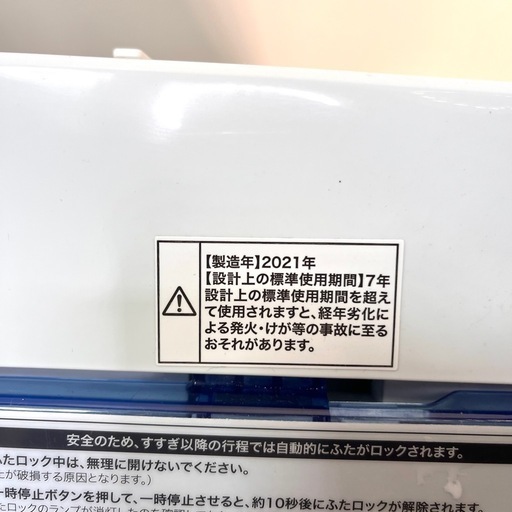 【製造年】2021年
【設計上の標準使用期間】7年
設計上の標準使用期間を超え
て使用されますと、経年劣化に
よる発火・けが等の事故に至る
おそれがあります。
安全のため、すすぎ以降の行程では自動的にふたがロックされます。
ふたロック中は、無理に開けないでください。
が破損する原因となります。）
一時停止ボタンを押して、一時停止させると、約10秒後にふたロックが解除されます。